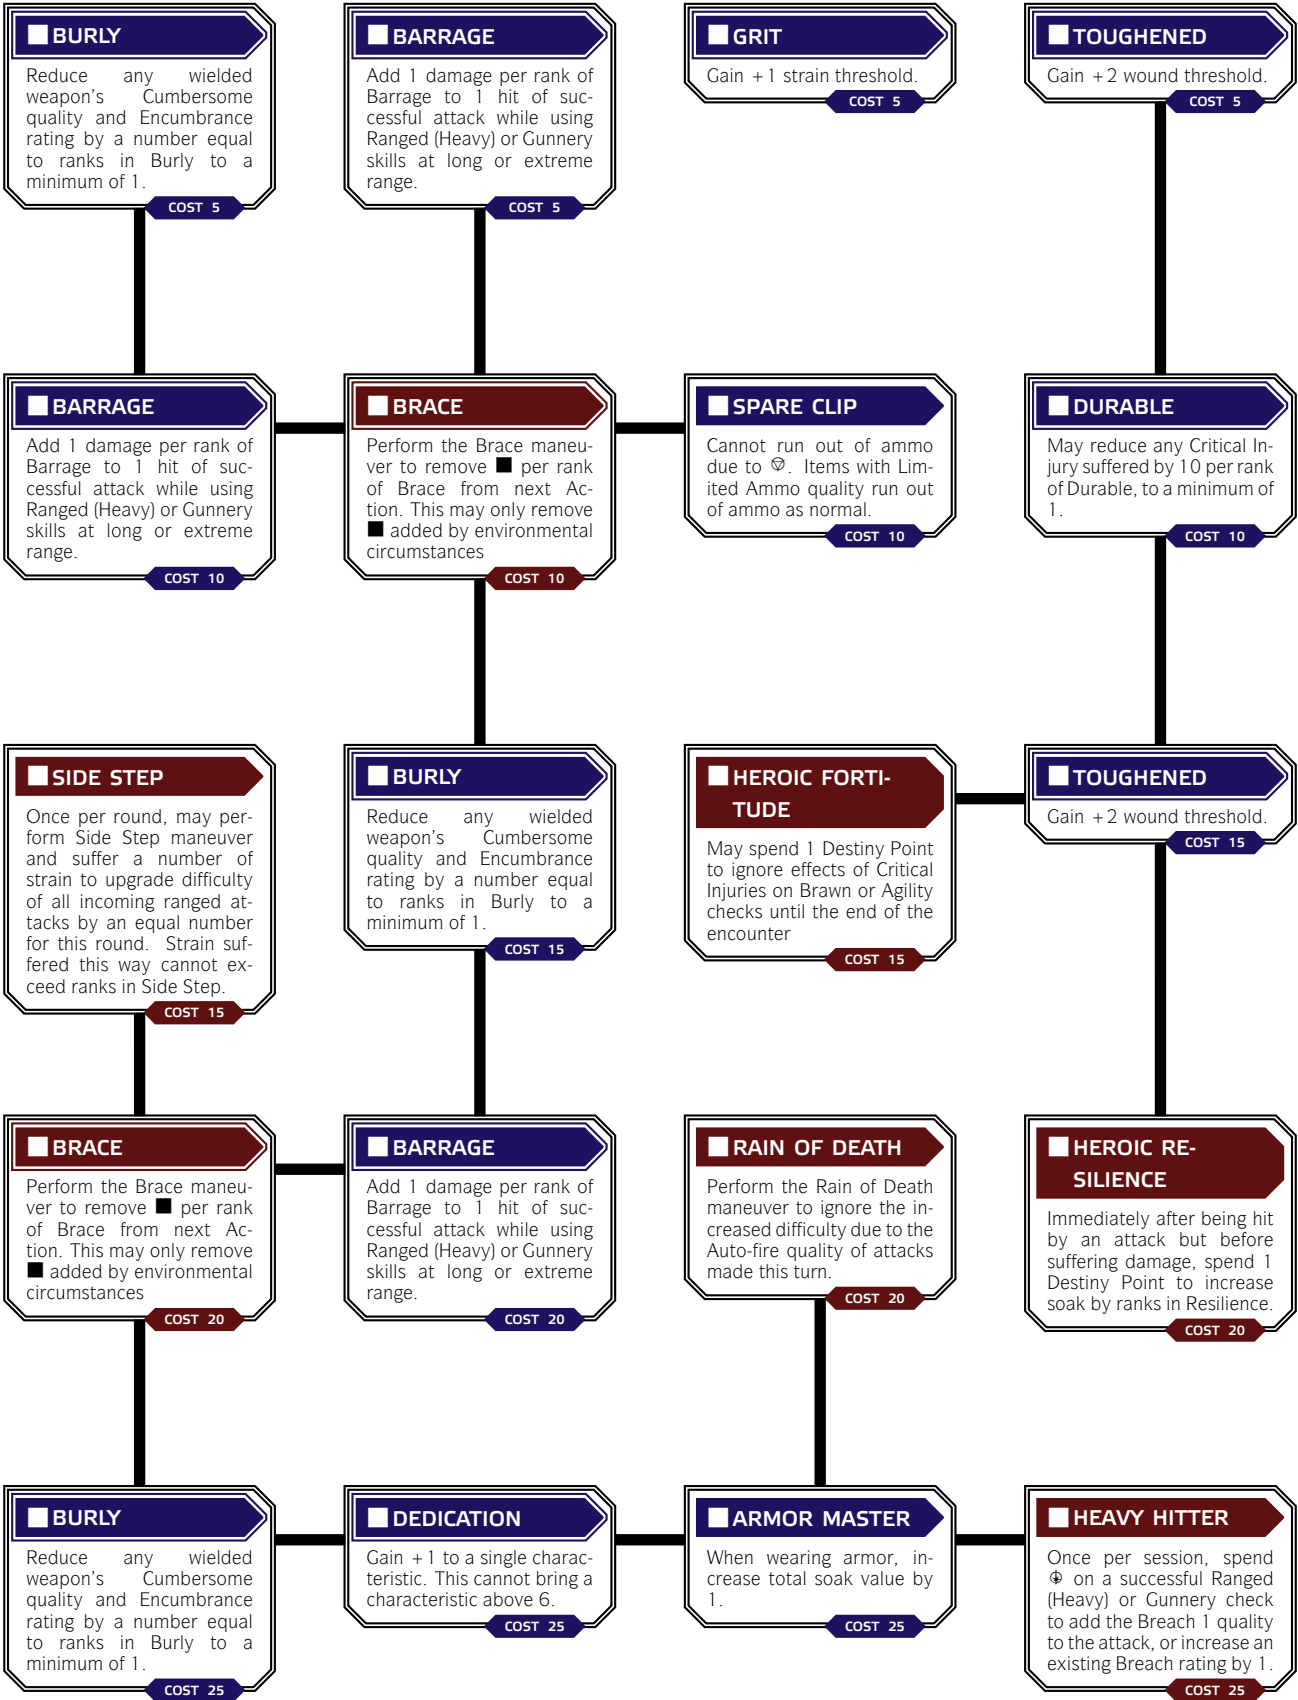 BURLY
Reduce any wielded
weapon's Cumbersome
quality and Encumbrance
rating by a number equal
to ranks in Burly to a
minimum of 1.
COST 5
BARRAGE
Add 1 damage per rank of
Barrage to 1 hit of suc-
cessful attack while using
Ranged (Heavy) or Gunnery
skills at long or extreme
range.
COST 5
GRIT
Gain +1 strain threshold.
COST 5
TOUGHENED
Gain +2 wound threshold.
COST 5
BARRAGE
Add 1 damage per rank of
Barrage to 1 hit of suc-
cessful attack while using
Ranged (Heavy) or Gunnery
skills at long or extreme
range.
COST 10
BRACE
Perform the Brace maneu-
ver to remove ■ per rank
of Brace from next Ac-
tion. This may only remove
■ added by environmental
circumstances
COST 10
SPARE CLIP
Cannot run out of ammo
due to . Items with Lim-
ited Ammo quality run out
of ammo as normal.
COST 10
DURABLE
May reduce any Critical In-
jury suffered by 10 per rank
of Durable, to a minimum of
1.
COST 10
SIDE STEP
Once per round, may per-
form Side Step maneuver
and suffer a number of
strain to upgrade difficulty
of all incoming ranged at-
tacks by an equal number
for this round. Strain suf-
fered this way cannot ex-
ceed ranks in Side Step.
COST 15
BURLY
Reduce any wielded
weapon's Cumbersome
quality and Encumbrance
rating by a number equal
to ranks in Burly to a
minimum of 1.
COST 15
HEROIC FORTI-
TUDE
May spend 1 Destiny Point
to ignore effects of Critical
Injuries on Brawn or Agility
checks until the end of the
encounter
COST 15
TOUGHENED
Gain +2 wound threshold.
COST 15
BRACE
Perform the Brace maneu-
ver to remove ■ per rank
of Brace from next Ac-
tion. This may only remove
■ added by environmental
circumstances
COST 20
BARRAGE
Add 1 damage per rank of
Barrage to 1 hit of suc-
cessful attack while using
Ranged (Heavy) or Gunnery
skills at long or extreme
range.
COST 20
RAIN OF DEATH
Perform the Rain of Death
maneuver to ignore the in-
creased difficulty due to the
Auto-fire quality of attacks
made this turn.
COST 20
HEROIC RE-
SILIENCE
Immediately after being hit
by an attack but before
suffering damage, spend 1
Destiny Point to increase
soak by ranks in Resilience.
COST 20
BURLY
Reduce any wielded
weapon's Cumbersome
quality and Encumbrance
rating by a number equal
to ranks in Burly to a
minimum of 1.
COST 25
DEDICATION
Gain +1 to a single charac-
teristic. This cannot bring a
characteristic above 6.
COST 25
ARMOR MASTER
When wearing armor, in-
crease total soak value by
1.
COST 25
HEAVY HITTER
Once per session, spend
on a successful Ranged
(Heavy) or Gunnery check
to add the Breach 1 quality
to the attack, or increase an
existing Breach rating by 1.
COST 25